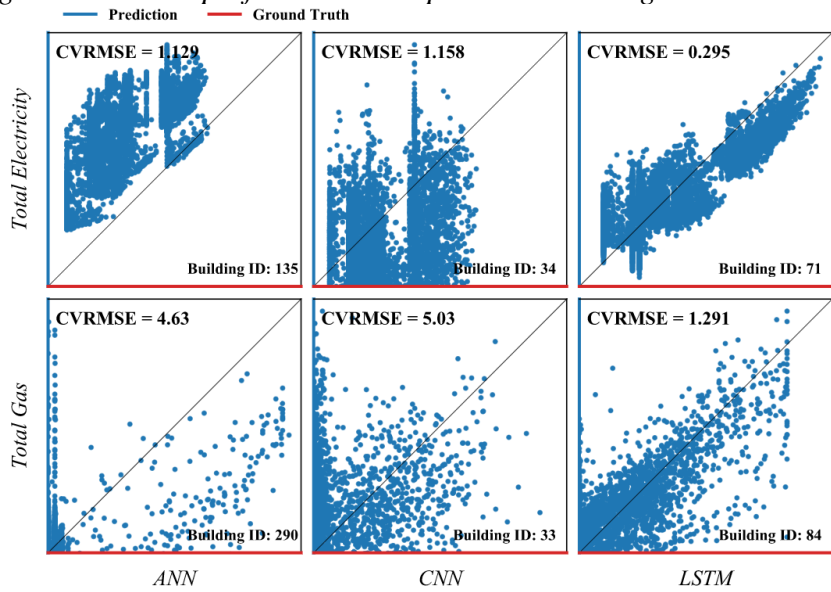 Prediction
Ground Truth
Total Electricity
CVRMSE = 1.129
Building ID: 135
CVRMSE = 1.158
Building ID: 34
CVRMSE = 0.295
Building ID: 71
Total Gas
CVRMSE = 4.63
Building ID: 290
CVRMSE = 5.03
Building ID: 33
CVRMSE = 1.291
Building ID: 84
ANN
CNN
LSTM